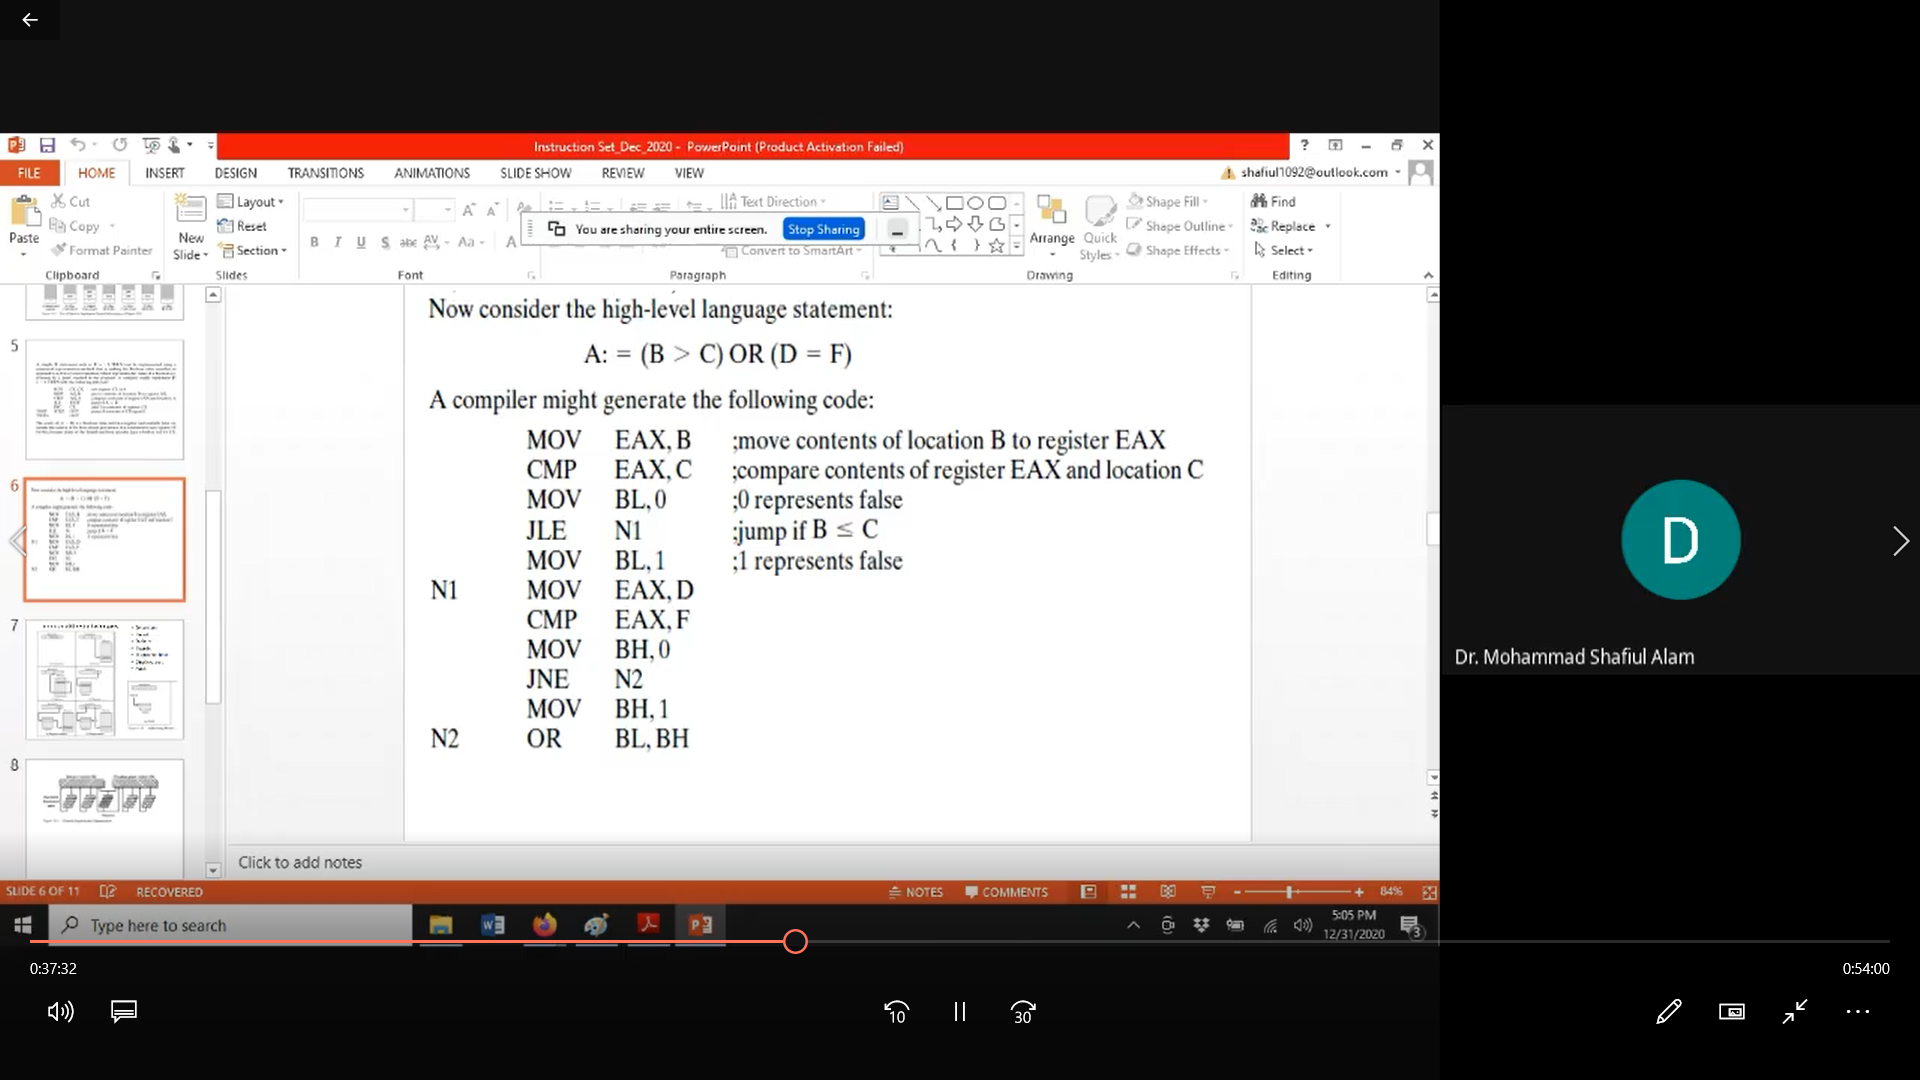 Instruction Set_Dec_2020 - PowerPoint (Product Activation Failed)
FILE HOME INSERT DESIGN TRANSITIONS ANIMATIONS SLIDE SHOW REVIEW VIEW shafiul1092@outlook.com
Paste Cut Copy Format Painter
Clipboard
New Slide Layout Reset Section
Slides
B I U S abc AV Aa A
Font
Text Direction
You are sharing your entire screen. Stop Sharing
Convert to SmartArt
Paragraph
Arrange Quick Styles Shape Fill Shape Outline Shape Effects
Drawing
Find Replace Select
Editing
5
6
7
8
Now consider the high-level language statement:
A: = (B > C) OR (D = F)
A compiler might generate the following code:
MOV EAX, B ;move contents of location B to register EAX
CMP EAX, C ;compare contents of register EAX and location C
MOV BL, 0 ;0 represents false
JLE N1 ;jump if B ≤ C
MOV BL, 1 ;1 represents false
N1 MOV EAX, D
CMP EAX, F
MOV BH, 0
JNE N2
MOV BH, 1
N2 OR BL, BH
Click to add notes
SLIDE 6 OF 11 RECOVERED NOTES COMMENTS 84%
Type here to search
5:05 PM
12/31/2020
3
D
Dr. Mohammad Shafiul Alam
0:37:32 0:54:00
10 30